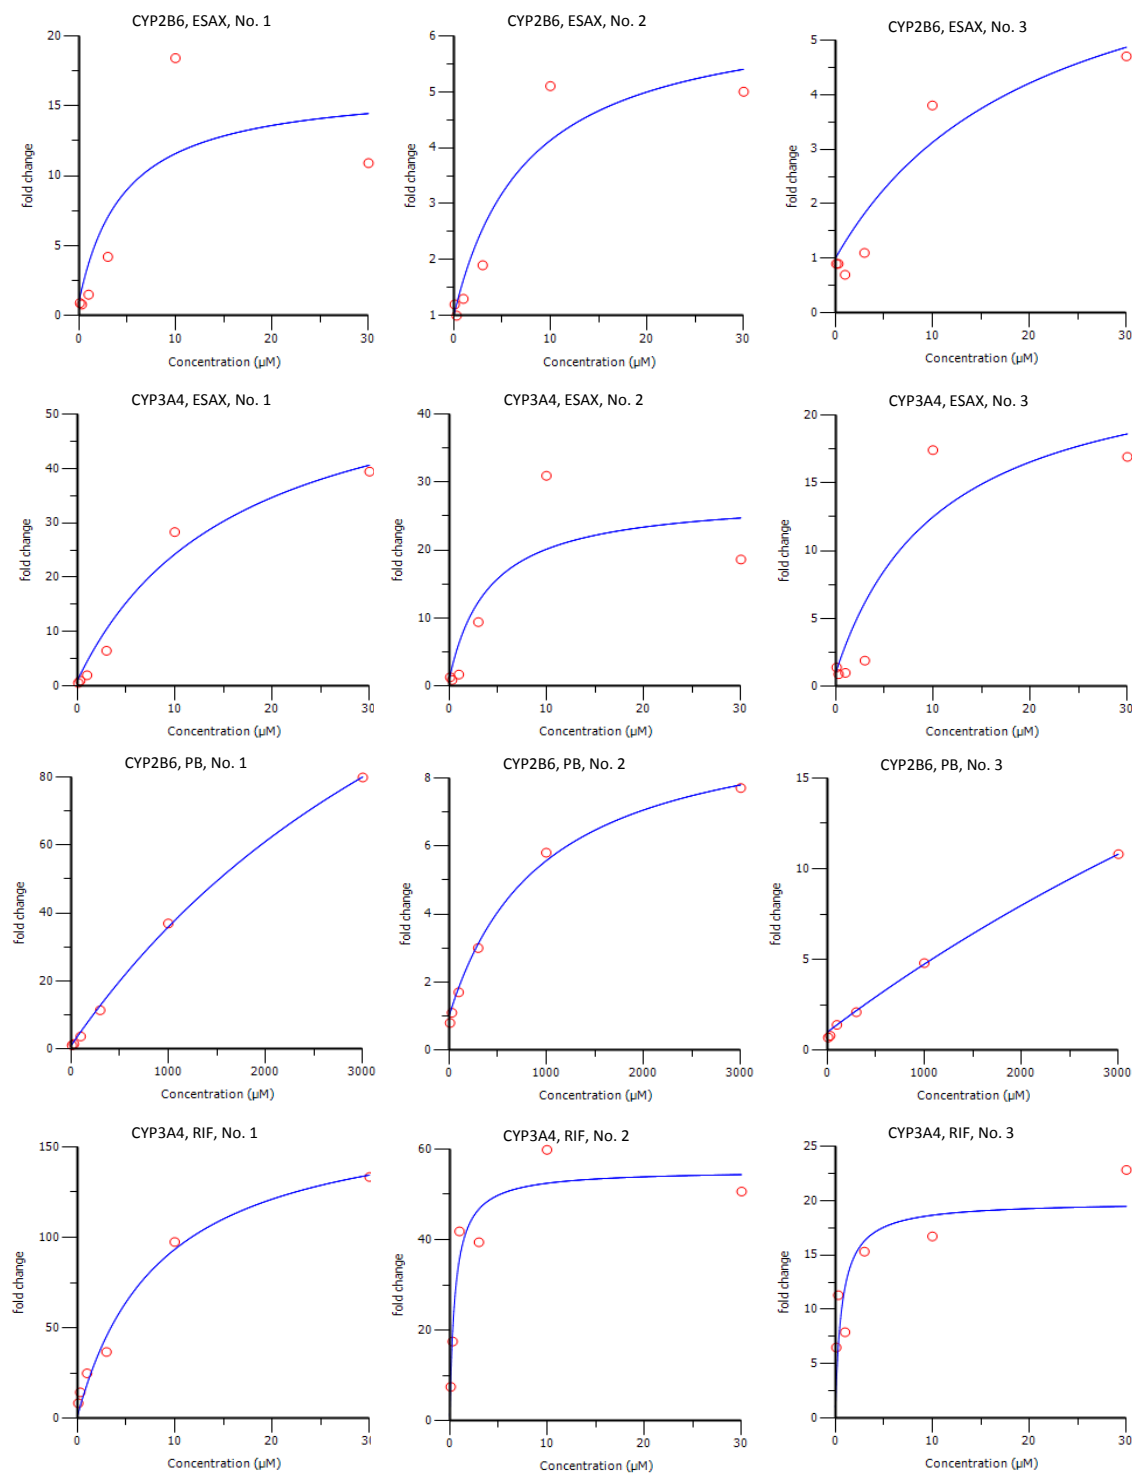 CYP2B6, ESAX, No. 1
CYP2B6, ESAX, No. 2
CYP2B6, ESAX, No. 3
20
15
10
5
0
fold change
0 10 20 30
Concentration (µM)
6
5
4
3
2
1
fold change
0 10 20 30
Concentration (µM)
5
4
3
2
1
0
fold change
0 10 20 30
Concentration (µM)
CYP3A4, ESAX, No. 1
CYP3A4, ESAX, No. 2
CYP3A4, ESAX, No. 3
50
40
30
20
10
0
fold change
0 10 20 30
Concentration (µM)
40
30
20
10
0
fold change
0 10 20 30
Concentration (µM)
20
15
10
5
0
fold change
0 10 20 30
Concentration (µM)
CYP2B6, PB, No. 1
CYP2B6, PB, No. 2
CYP2B6, PB, No. 3
80
60
40
20
0
fold change
0 1000 2000 3000
Concentration (µM)
8
6
4
2
0
fold change
0 1000 2000 3000
Concentration (µM)
15
10
5
0
fold change
0 1000 2000 3000
Concentration (µM)
CYP3A4, RIF, No. 1
CYP3A4, RIF, No. 2
CYP3A4, RIF, No. 3
150
100
50
0
fold change
0 10 20 30
Concentration (µM)
60
40
20
0
fold change
0 10 20 30
Concentration (µM)
25
20
15
10
5
0
fold change
0 10 20 30
Concentration (µM)